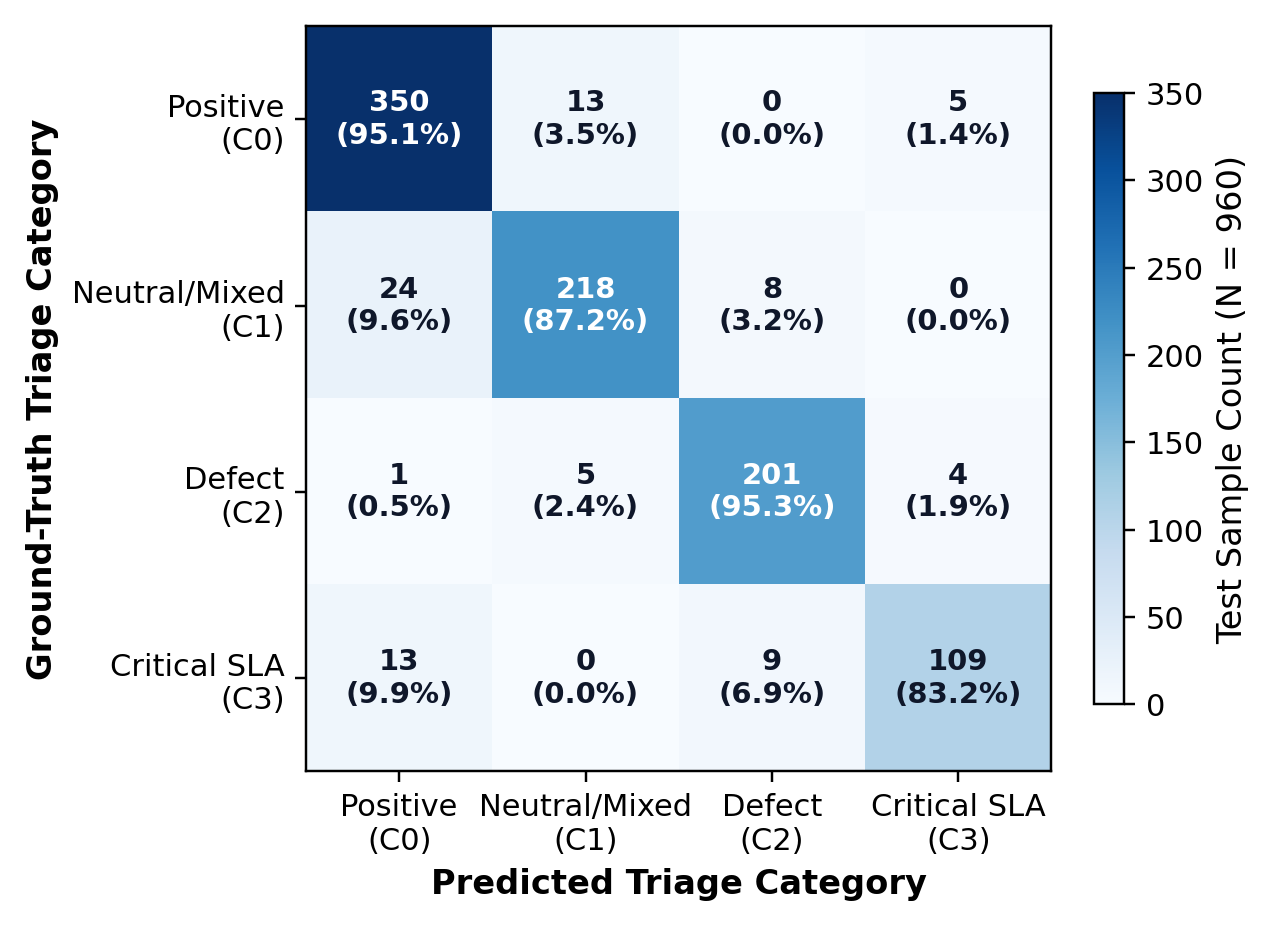 Ground-Truth Triage Category
Positive
(C0)
350
(95.1%)
13
(3.5%)
0
(0.0%)
5
(1.4%)
Neutral/Mixed
(C1)
24
(9.6%)
218
(87.2%)
8
(3.2%)
0
(0.0%)
Defect
(C2)
1
(0.5%)
5
(2.4%)
201
(95.3%)
4
(1.9%)
Critical SLA
(C3)
13
(9.9%)
0
(0.0%)
9
(6.9%)
109
(83.2%)
Positive
(C0)
Neutral/Mixed
(C1)
Defect
(C2)
Critical SLA
(C3)
Predicted Triage Category
350
300
250
200
150
100
50
0
Test Sample Count (N = 960)